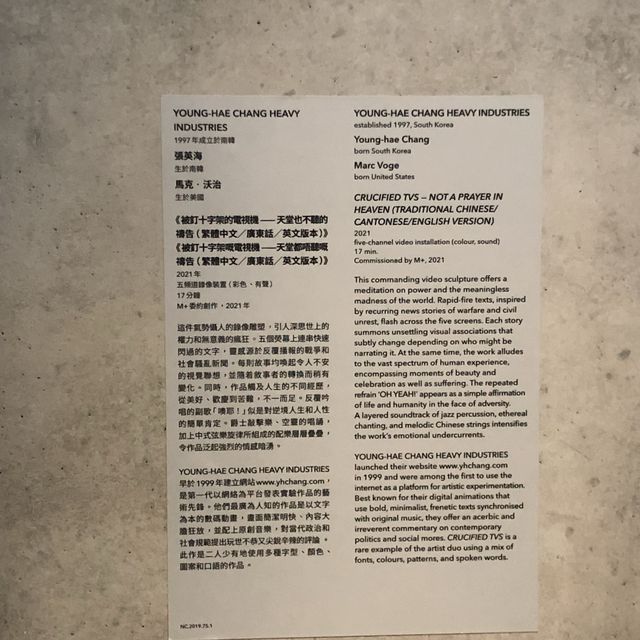 YOUNG-HAE CHANG HEAVY
INDUSTRIES
1997年成立於南韓
張英海
生於南韓
馬克．沃治
生於美國
《被釘十字架的電視機 —— 天堂也不聽的
禱告（繁體中文／廣東話／英文版本）》
《被釘十字架嘅電視機 —— 天堂都唔聽嘅
禱告（繁體中文／廣東話／英文版本）》
2021年
五頻道錄像裝置（彩色、有聲）
17分鐘
M+委約創作，2021年
這件氣勢懾人的錄像雕塑，引人深思世上的
權力和無意義的瘋狂。五個熒幕上連串快速
閃過的文字，靈感源於反覆播報的戰爭和
社會騷亂新聞。每則故事均喚起令人不安
的視覺聯想，並隨着敘事者的轉換而稍有
變化。同時，作品觸及人生的不同經歷，
從美好、歡慶到苦難，不一而足。反覆吟
唱的副歌「噢耶！」似是對逆境人生和人性
的簡單肯定。爵士敲擊樂、空靈的唱誦，
加上中式弦樂旋律所組成的配樂層層疊疊，
令作品泛起強烈的情感暗湧。
YOUNG-HAE CHANG HEAVY INDUSTRIES
早於1999年建立網站www.yhchang.com，
是第一代以網絡為平台發表實驗作品的藝
術先鋒。他們最廣為人知的作品是以文字
為本的數碼動畫，畫面簡潔明快、內容大
膽狂放，並配上原創音樂，對當代政治和
社會規範提出玩世不恭又尖銳辛辣的評論。
此作是二人少有地使用多種字型、顏色、
圖案和口語的作品。
NC.2019.75.1
YOUNG-HAE CHANG HEAVY INDUSTRIES
established 1997, South Korea
Young-hae Chang
born South Korea
Marc Voge
born United States
CRUCIFIED TVS — NOT A PRAYER IN
HEAVEN (TRADITIONAL CHINESE/
CANTONESE/ENGLISH VERSION)
2021
five-channel video installation (colour, sound)
17 min.
Commissioned by M+, 2021
This commanding video sculpture offers a
meditation on power and the meaningless
madness of the world. Rapid-fire texts, inspired
by recurring news stories of warfare and civil
unrest, flash across the five screens. Each story
summons unsettling visual associations that
subtly change depending on who might be
narrating it. At the same time, the work alludes
to the vast spectrum of human experience,
encompassing moments of beauty and
celebration as well as suffering. The repeated
refrain 'OH YEAH!' appears as a simple affirmation
of life and humanity in the face of adversity.
A layered soundtrack of jazz percussion, ethereal
chanting, and melodic Chinese strings intensifies
the work's emotional undercurrents.
YOUNG-HAE CHANG HEAVY INDUSTRIES
launched their website www.yhchang.com
in 1999 and were among the first to use the
internet as a platform for artistic experimentation.
Best known for their digital animations that
use bold, minimalist, frenetic texts synchronised
with original music, they offer an acerbic and
irreverent commentary on contemporary
politics and social mores. CRUCIFIED TVS is a
rare example of the artist duo using a mix of
fonts, colours, patterns, and spoken words.